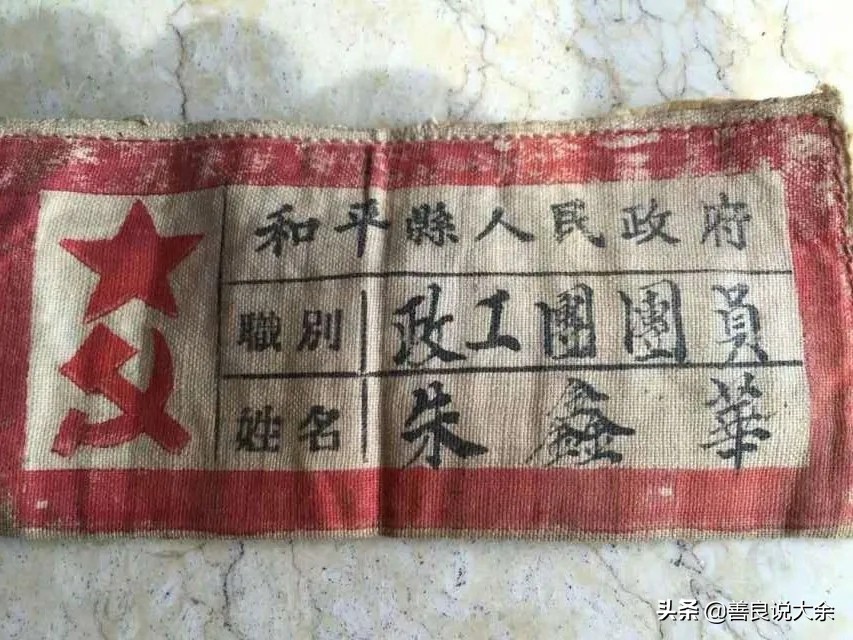 和平縣人民政府
職別 政工團團員
姓名 朱鑫華
头条 @善良说大余